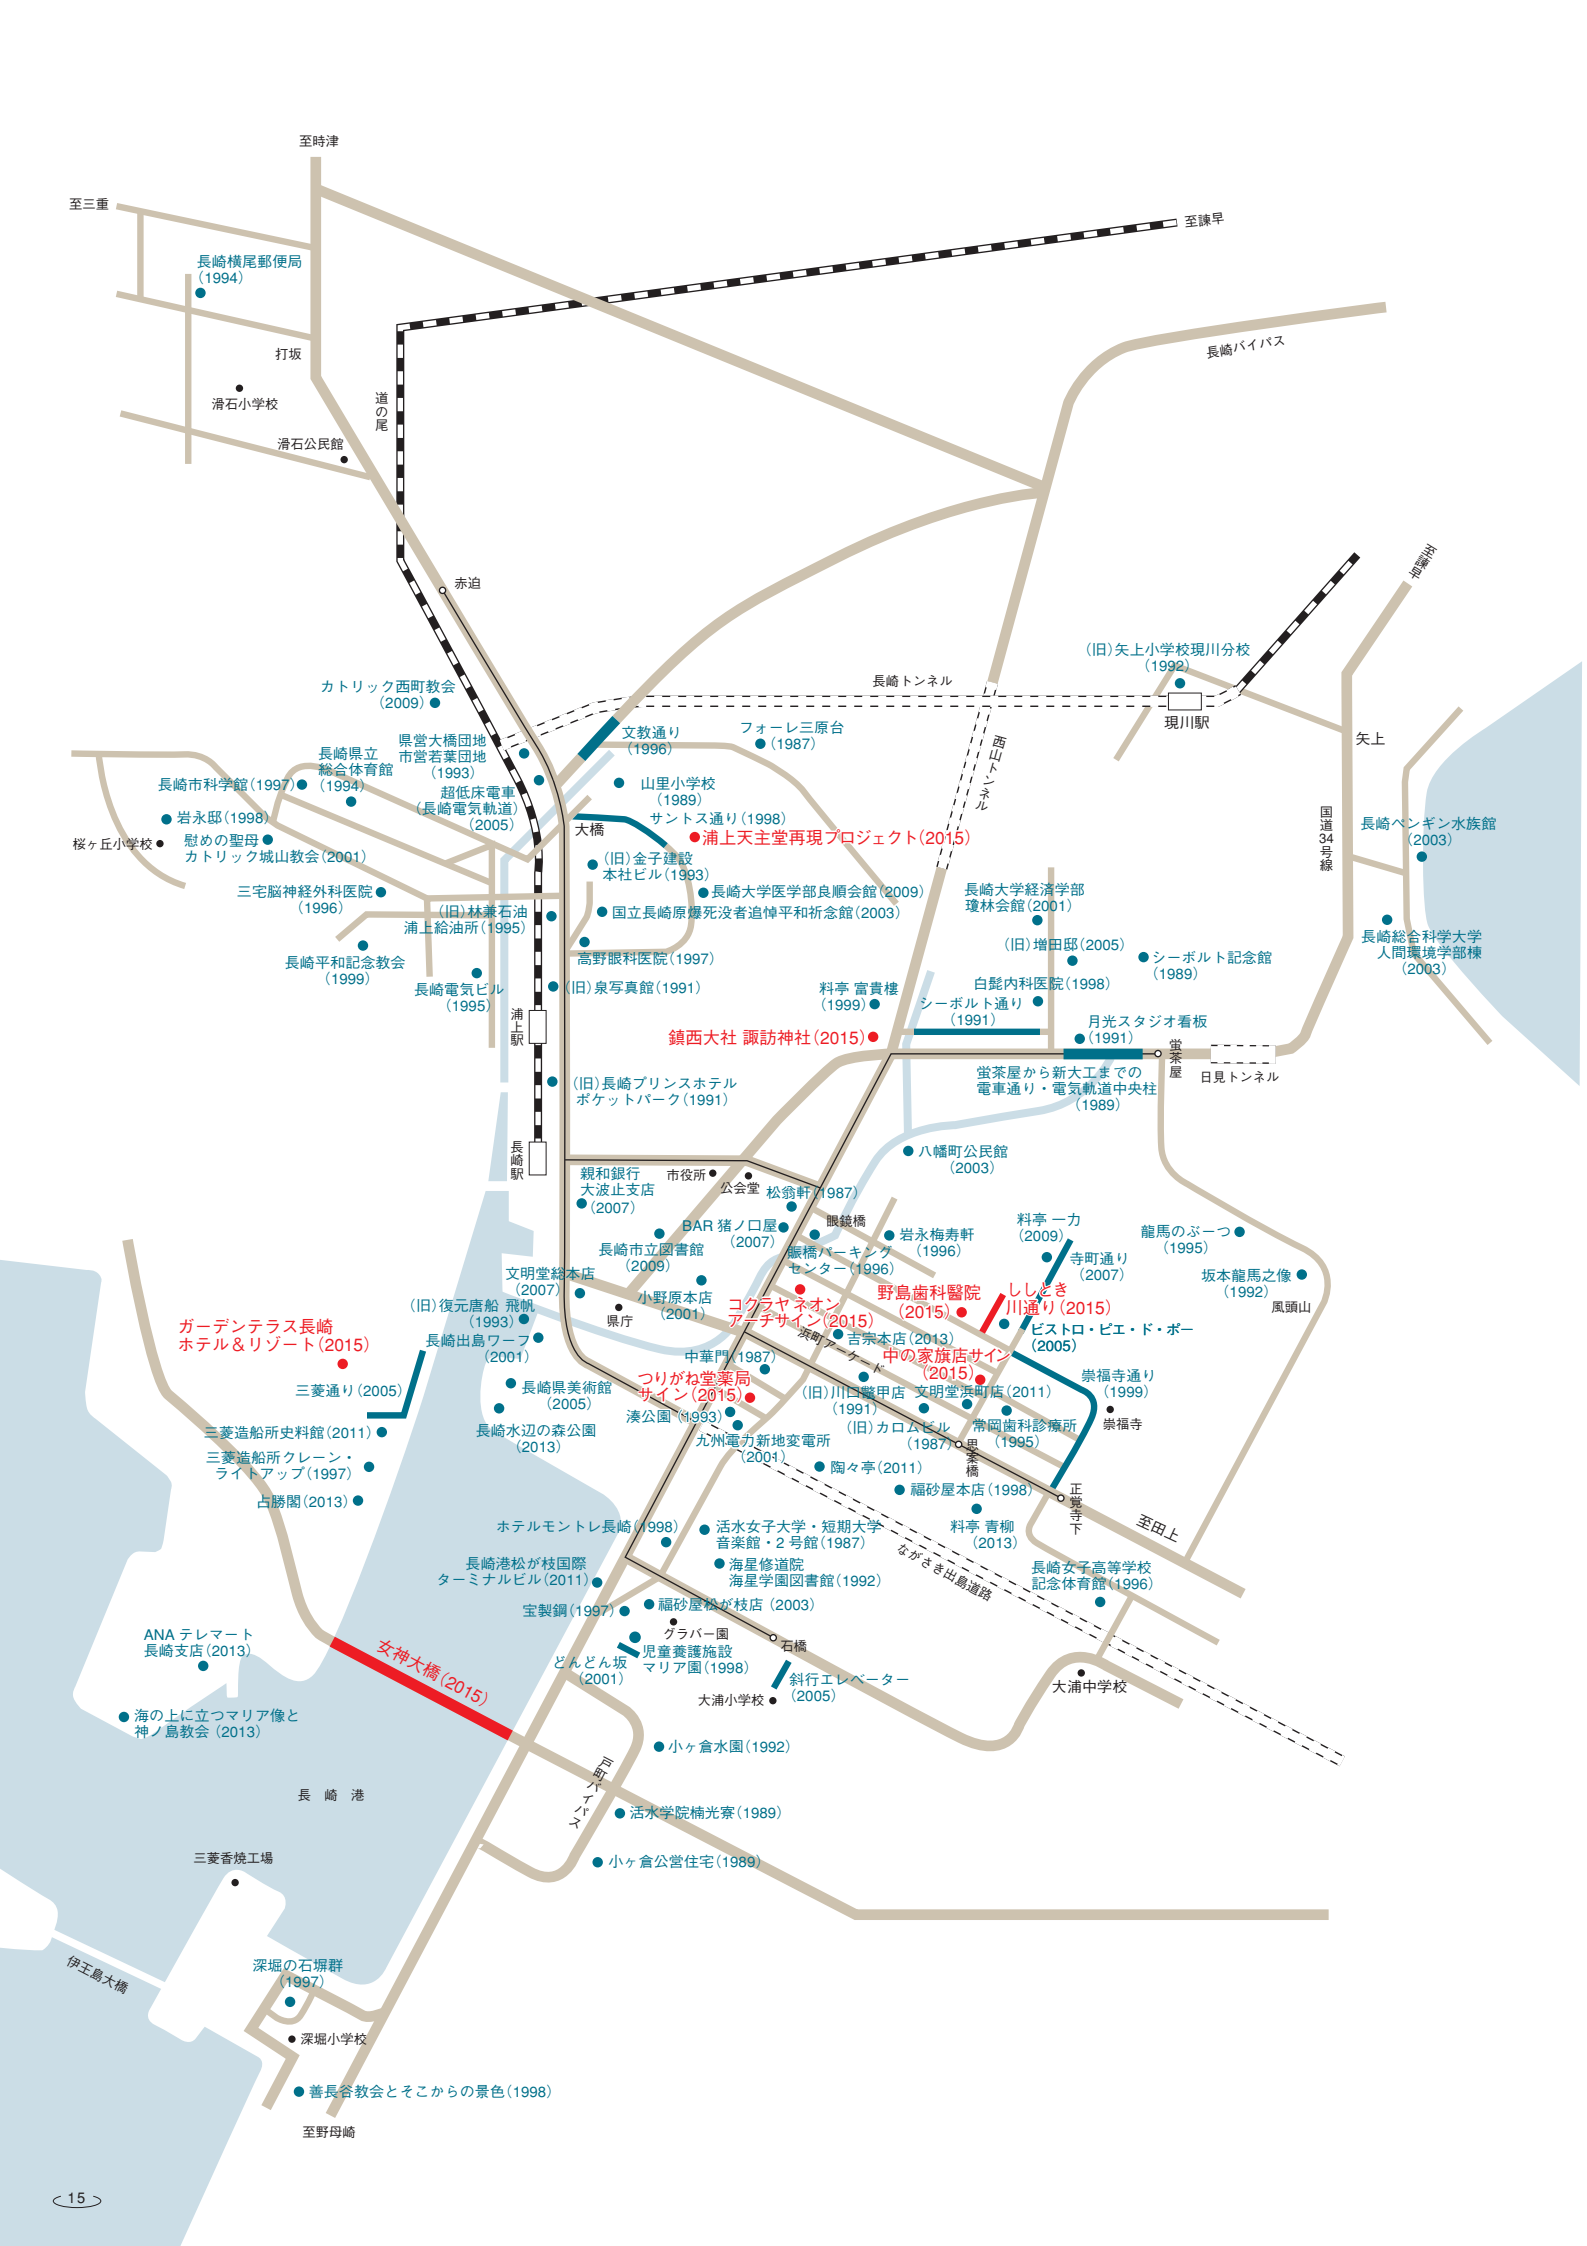 至時津
至三重
至諫早
長崎横尾郵便局
(1994)
長崎バイパス
打坂
道の尾
滑石小学校
滑石公民館
至諫早
赤迫
(旧)矢上小学校現川分校
(1992)
長崎トンネル
カトリック西町教会
(2009)
現川駅
文教通り
(1996)
フォーレ三原台
(1987)
西山トンネル
矢上
県営大橋団地
市営若葉団地
(1993)
長崎県立
総合体育館
(1994)
長崎市科学館(1997)
山里小学校
(1989)
超低床電車
(長崎電気軌道)
(2005)
サントス通り(1998)
岩永邸(1998)
大橋
浦上天主堂再現プロジェクト(2015)
国道34号線
長崎ペンギン水族館
(2003)
桜ヶ丘小学校
慰めの聖母
カトリック城山教会(2001)
(旧)金子建設
本社ビル(1993)
三宅脳神経外科医院
(1996)
長崎大学医学部良順会館(2009)
長崎大学経済学部
瓊林会館(2001)
(旧)林兼石油
浦上給油所(1995)
国立長崎原爆死没者追悼平和祈念館(2003)
長崎総合科学大学
人間環境学部棟
(2003)
(旧)増田邸(2005)
シーボルト記念館
(1989)
長崎平和記念教会
(1999)
高野眼科医院(1997)
長崎電気ビル
(1995)
(旧)泉写真館(1991)
料亭 富貴樓
(1999)
白髭内科医院(1998)
シーボルト通り
(1991)
浦上駅
月光スタジオ看板
(1991)
鎮西大社 諏訪神社(2015)
蛍茶屋
日見トンネル
蛍茶屋から新大工までの
電車通り・電気軌道中央柱
(1989)
(旧)長崎プリンスホテル
ポケットパーク(1991)
長崎駅
八幡町公民館
(2003)
親和銀行
大波止支店
(2007)
市役所
公会堂
松翁軒(1987)
BAR 猪ノ口屋
(2007)
眼鏡橋
岩永梅寿軒
(1996)
料亭 一力
(2009)
龍馬のぶーつ
(1995)
長崎市立図書館
(2009)
賑橋パーキング
センター(1996)
寺町通り
(2007)
坂本龍馬之像
(1992)
風頭山
文明堂総本店
(2007)
小野原本店
(2001)
コクラヤネオン
アーチサイン(2015)
野島歯科醫院
(2015)
ししとき
川通り(2015)
(旧)復元唐船 飛帆
(1993)
県庁
ガーデンテラス長崎
ホテル&リゾート(2015)
長崎出島ワーフ
(2001)
浜町アーケード
吉宗本店(2013)
ビストロ・ピエ・ド・ポー
(2005)
中の家旗店サイン
(2015)
中華門(1987)
つりがね堂薬局
サイン(2015)
崇福寺通り
(1999)
三菱通り(2005)
長崎県美術館
(2005)
(旧)川口鼈甲店
(1991)
文明堂浜町店(2011)
崇福寺
湊公園(1993)
三菱造船所史料館(2011)
長崎水辺の森公園
(2013)
九州電力新地変電所
(2001)
(旧)カロムビル
(1987)
常岡歯科診療所
(1995)
思案橋
三菱造船所クレーン・
ライトアップ(1997)
陶々亭(2011)
占勝閣(2013)
福砂屋本店(1998)
正覚寺下
ホテルモントレ長崎(1998)
活水女子大学・短期大学
音楽館・2号館(1987)
料亭 青柳
(2013)
至田上
長崎港松が枝国際
ターミナルビル(2011)
海星修道院
海星学園図書館(1992)
ながさき出島道路
長崎女子高等学校
記念体育館(1996)
宝製鋼(1997)
福砂屋松が枝店(2003)
グラバー園
石橋
ANA テレマート
長崎支店(2013)
女神大橋(2015)
どんどん坂
(2001)
児童養護施設
マリア園(1998)
斜行エレベーター
(2005)
大浦小学校
大浦中学校
海の上に立つマリア像と
神ノ島教会(2013)
小ヶ倉水園(1992)
戸町バイパス
長崎港
活水学院楠光寮(1989)
三菱香焼工場
小ヶ倉公営住宅(1989)
伊王島大橋
深堀の石塀群
(1997)
深堀小学校
善長谷教会とそこからの景色(1998)
至野母崎
15